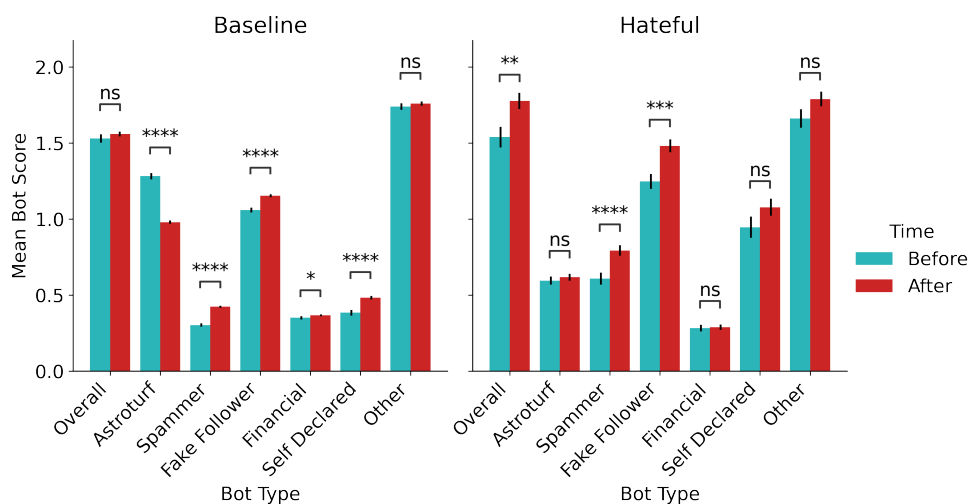 Baseline
Hateful
Mean Bot Score
2.0
1.5
1.0
0.5
0.0
ns
****
****
****
*
****
ns
**
ns
****
***
ns
ns
ns
Overall
Astroturf
Spammer
Fake Follower
Financial
Self Declared
Other
Bot Type
Overall
Astroturf
Spammer
Fake Follower
Financial
Self Declared
Other
Bot Type
Time
Before
After